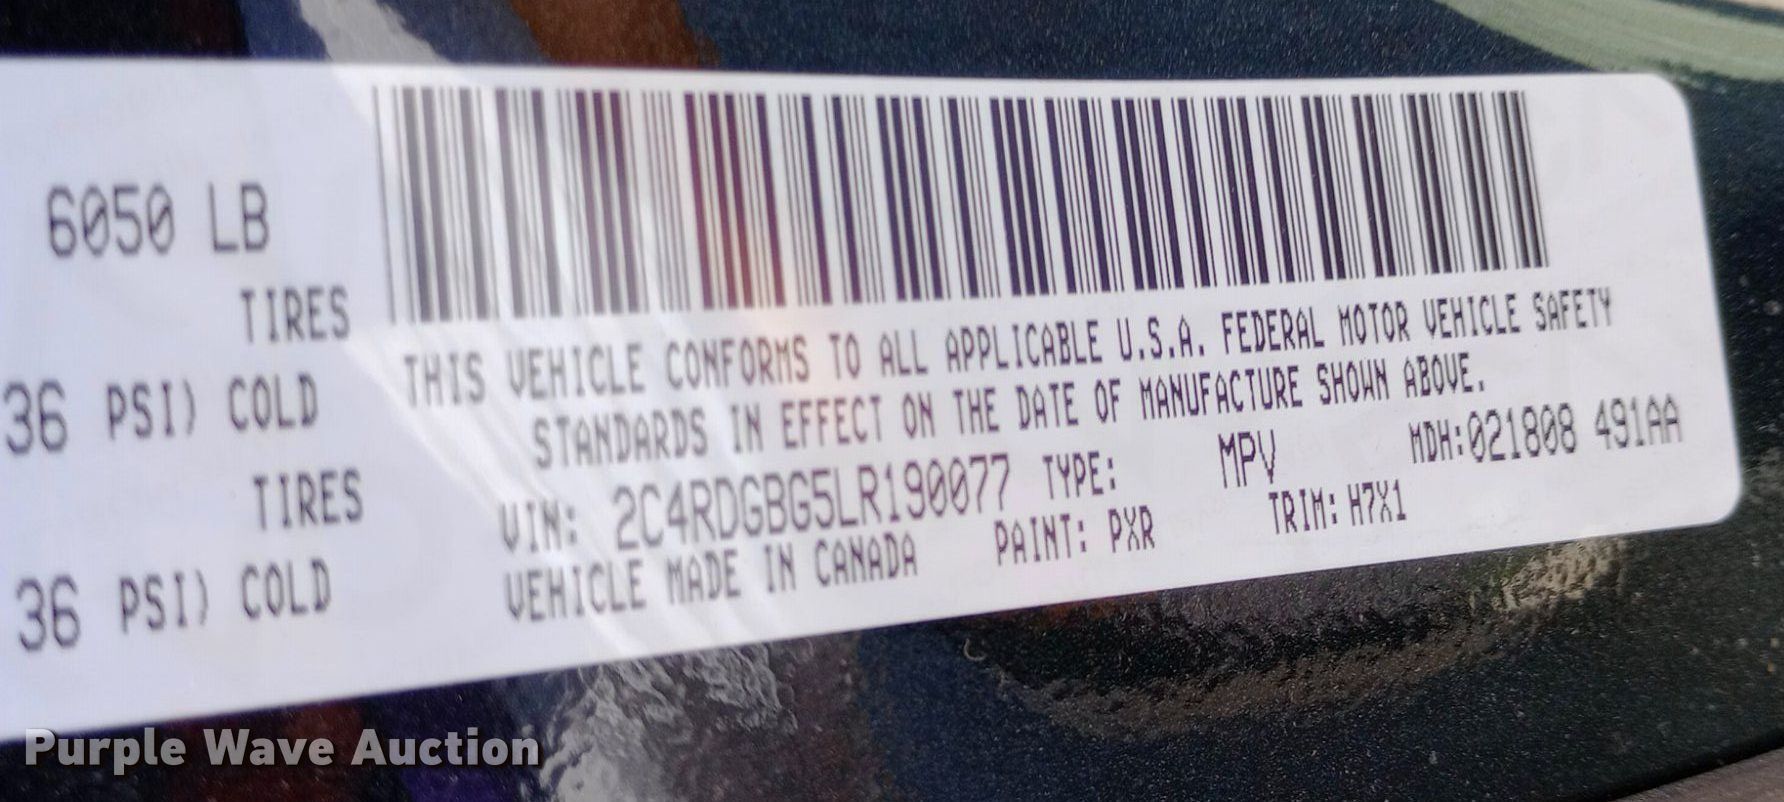 6050 LB
TIRES
36 PSI) COLD
TIRES
36 PSI) COLD
THIS VEHICLE CONFORMS TO ALL APPLICABLE U.S.A. FEDERAL MOTOR VEHICLE SAFETY
STANDARDS IN EFFECT ON THE DATE OF MANUFACTURE SHOWN ABOVE.
VIN: 2C4RDGBG5LR190077 TYPE: MPV MDH:021808 491AA
VEHICLE MADE IN CANADA PAINT: PXR TRIM: H7X1
Purple Wave Auction